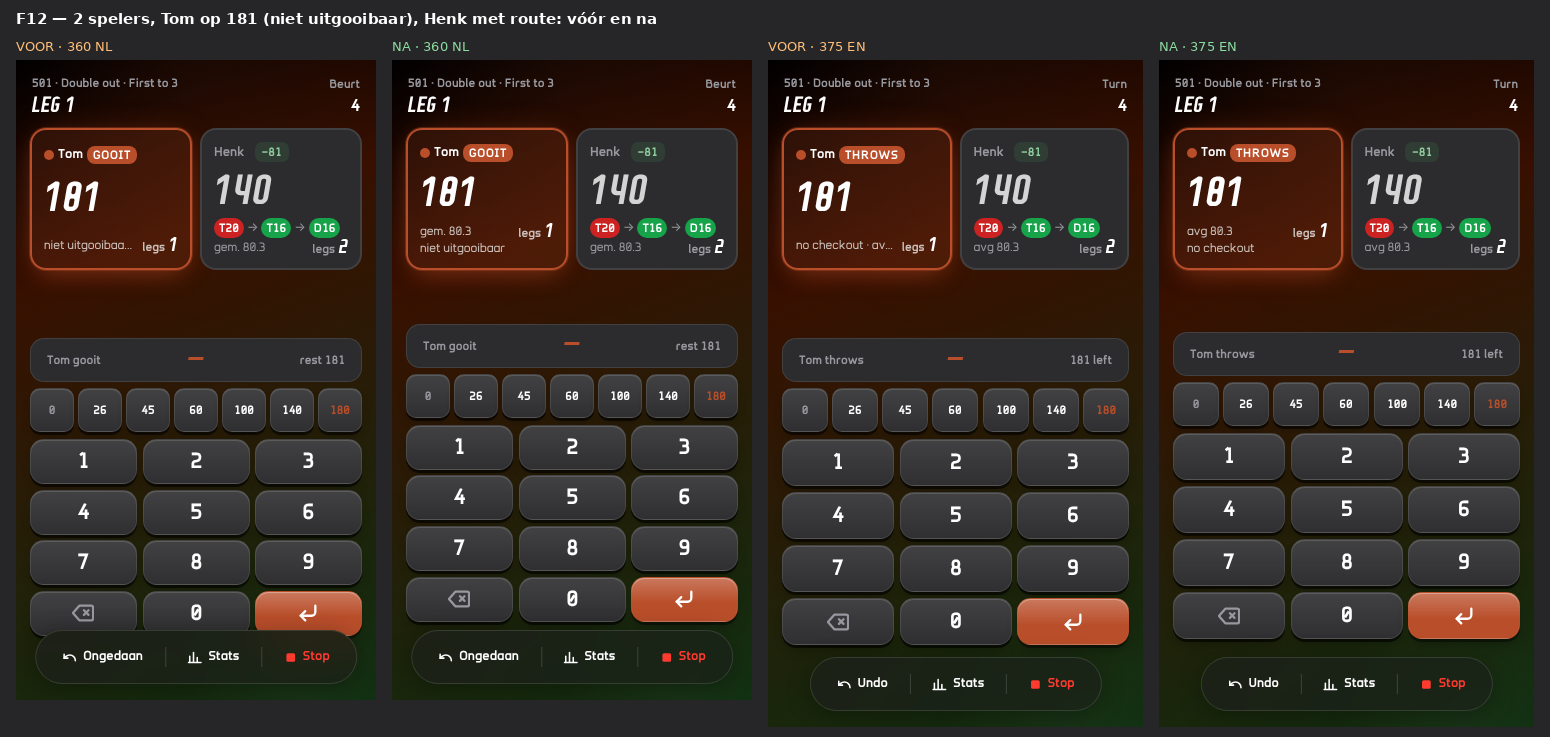 F12 — 2 spelers, Tom op 181 (niet uitgooibaar), Henk met route: vóór en na
VOOR · 360 NL
501 · Double out · First to 3
Beurt
LEG 1
4
Tom GOOIT
181
niet uitgooibaa... legs 1
Henk -81
140
T20 → T16 → D16
gem. 80.3
legs 2
Tom gooit — rest 181
0 26 45 60 100 140 180
1 2 3
4 5 6
7 8 9
0
Ongedaan Stats Stop
NA · 360 NL
501 · Double out · First to 3
Beurt
LEG 1
4
Tom GOOIT
181
gem. 80.3
niet uitgooibaar
legs 1
Henk -81
140
T20 → T16 → D16
gem. 80.3
legs 2
Tom gooit — rest 181
0 26 45 60 100 140 180
1 2 3
4 5 6
7 8 9
0
Ongedaan Stats Stop
VOOR · 375 EN
501 · Double out · First to 3
Turn
LEG 1
4
Tom THROWS
181
no checkout · av... legs 1
Henk -81
140
T20 → T16 → D16
avg 80.3
legs 2
Tom throws — 181 left
0 26 45 60 100 140 180
1 2 3
4 5 6
7 8 9
0
Undo Stats Stop
NA · 375 EN
501 · Double out · First to 3
Turn
LEG 1
4
Tom THROWS
181
avg 80.3
no checkout
legs 1
Henk -81
140
T20 → T16 → D16
avg 80.3
legs 2
Tom throws — 181 left
0 26 45 60 100 140 180
1 2 3
4 5 6
7 8 9
0
Undo Stats Stop